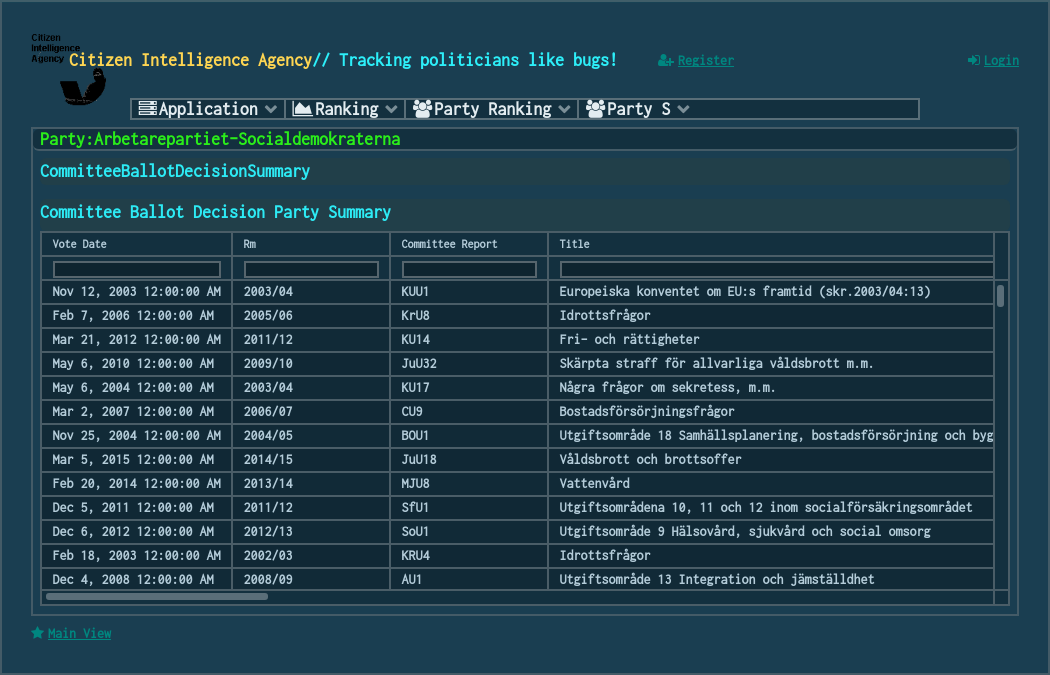 Citizen
Intelligence
Agency
Citizen Intelligence Agency// Tracking politicians like bugs!
Register
Login
Application Ranking Party Ranking Party S
Party:Arbetarepartiet-Socialdemokraterna
CommitteeBallotDecisionSummary
Committee Ballot Decision Party Summary
Vote Date Rm Committee Report Title
Nov 12, 2003 12:00:00 AM 2003/04 KUU1 Europeiska konventet om EU:s framtid (skr.2003/04:13)
Feb 7, 2006 12:00:00 AM 2005/06 KrU8 Idrottsfrågor
Mar 21, 2012 12:00:00 AM 2011/12 KU14 Fri- och rättigheter
May 6, 2010 12:00:00 AM 2009/10 JuU32 Skärpta straff för allvarliga våldsbrott m.m.
May 6, 2004 12:00:00 AM 2003/04 KU17 Några frågor om sekretess, m.m.
Mar 2, 2007 12:00:00 AM 2006/07 CU9 Bostadsförsörjningsfrågor
Nov 25, 2004 12:00:00 AM 2004/05 BOU1 Utgiftsområde 18 Samhällsplanering, bostadsförsörjning och byg
Mar 5, 2015 12:00:00 AM 2014/15 JuU18 Våldsbrott och brottsoffer
Feb 20, 2014 12:00:00 AM 2013/14 MJU8 Vattenvård
Dec 5, 2011 12:00:00 AM 2011/12 SfU1 Utgiftsområdena 10, 11 och 12 inom socialförsäkringsområdet
Dec 6, 2012 12:00:00 AM 2012/13 SoU1 Utgiftsområde 9 Hälsovård, sjukvård och social omsorg
Feb 18, 2003 12:00:00 AM 2002/03 KRU4 Idrottsfrågor
Dec 4, 2008 12:00:00 AM 2008/09 AU1 Utgiftsområde 13 Integration och jämställdhet
Main View